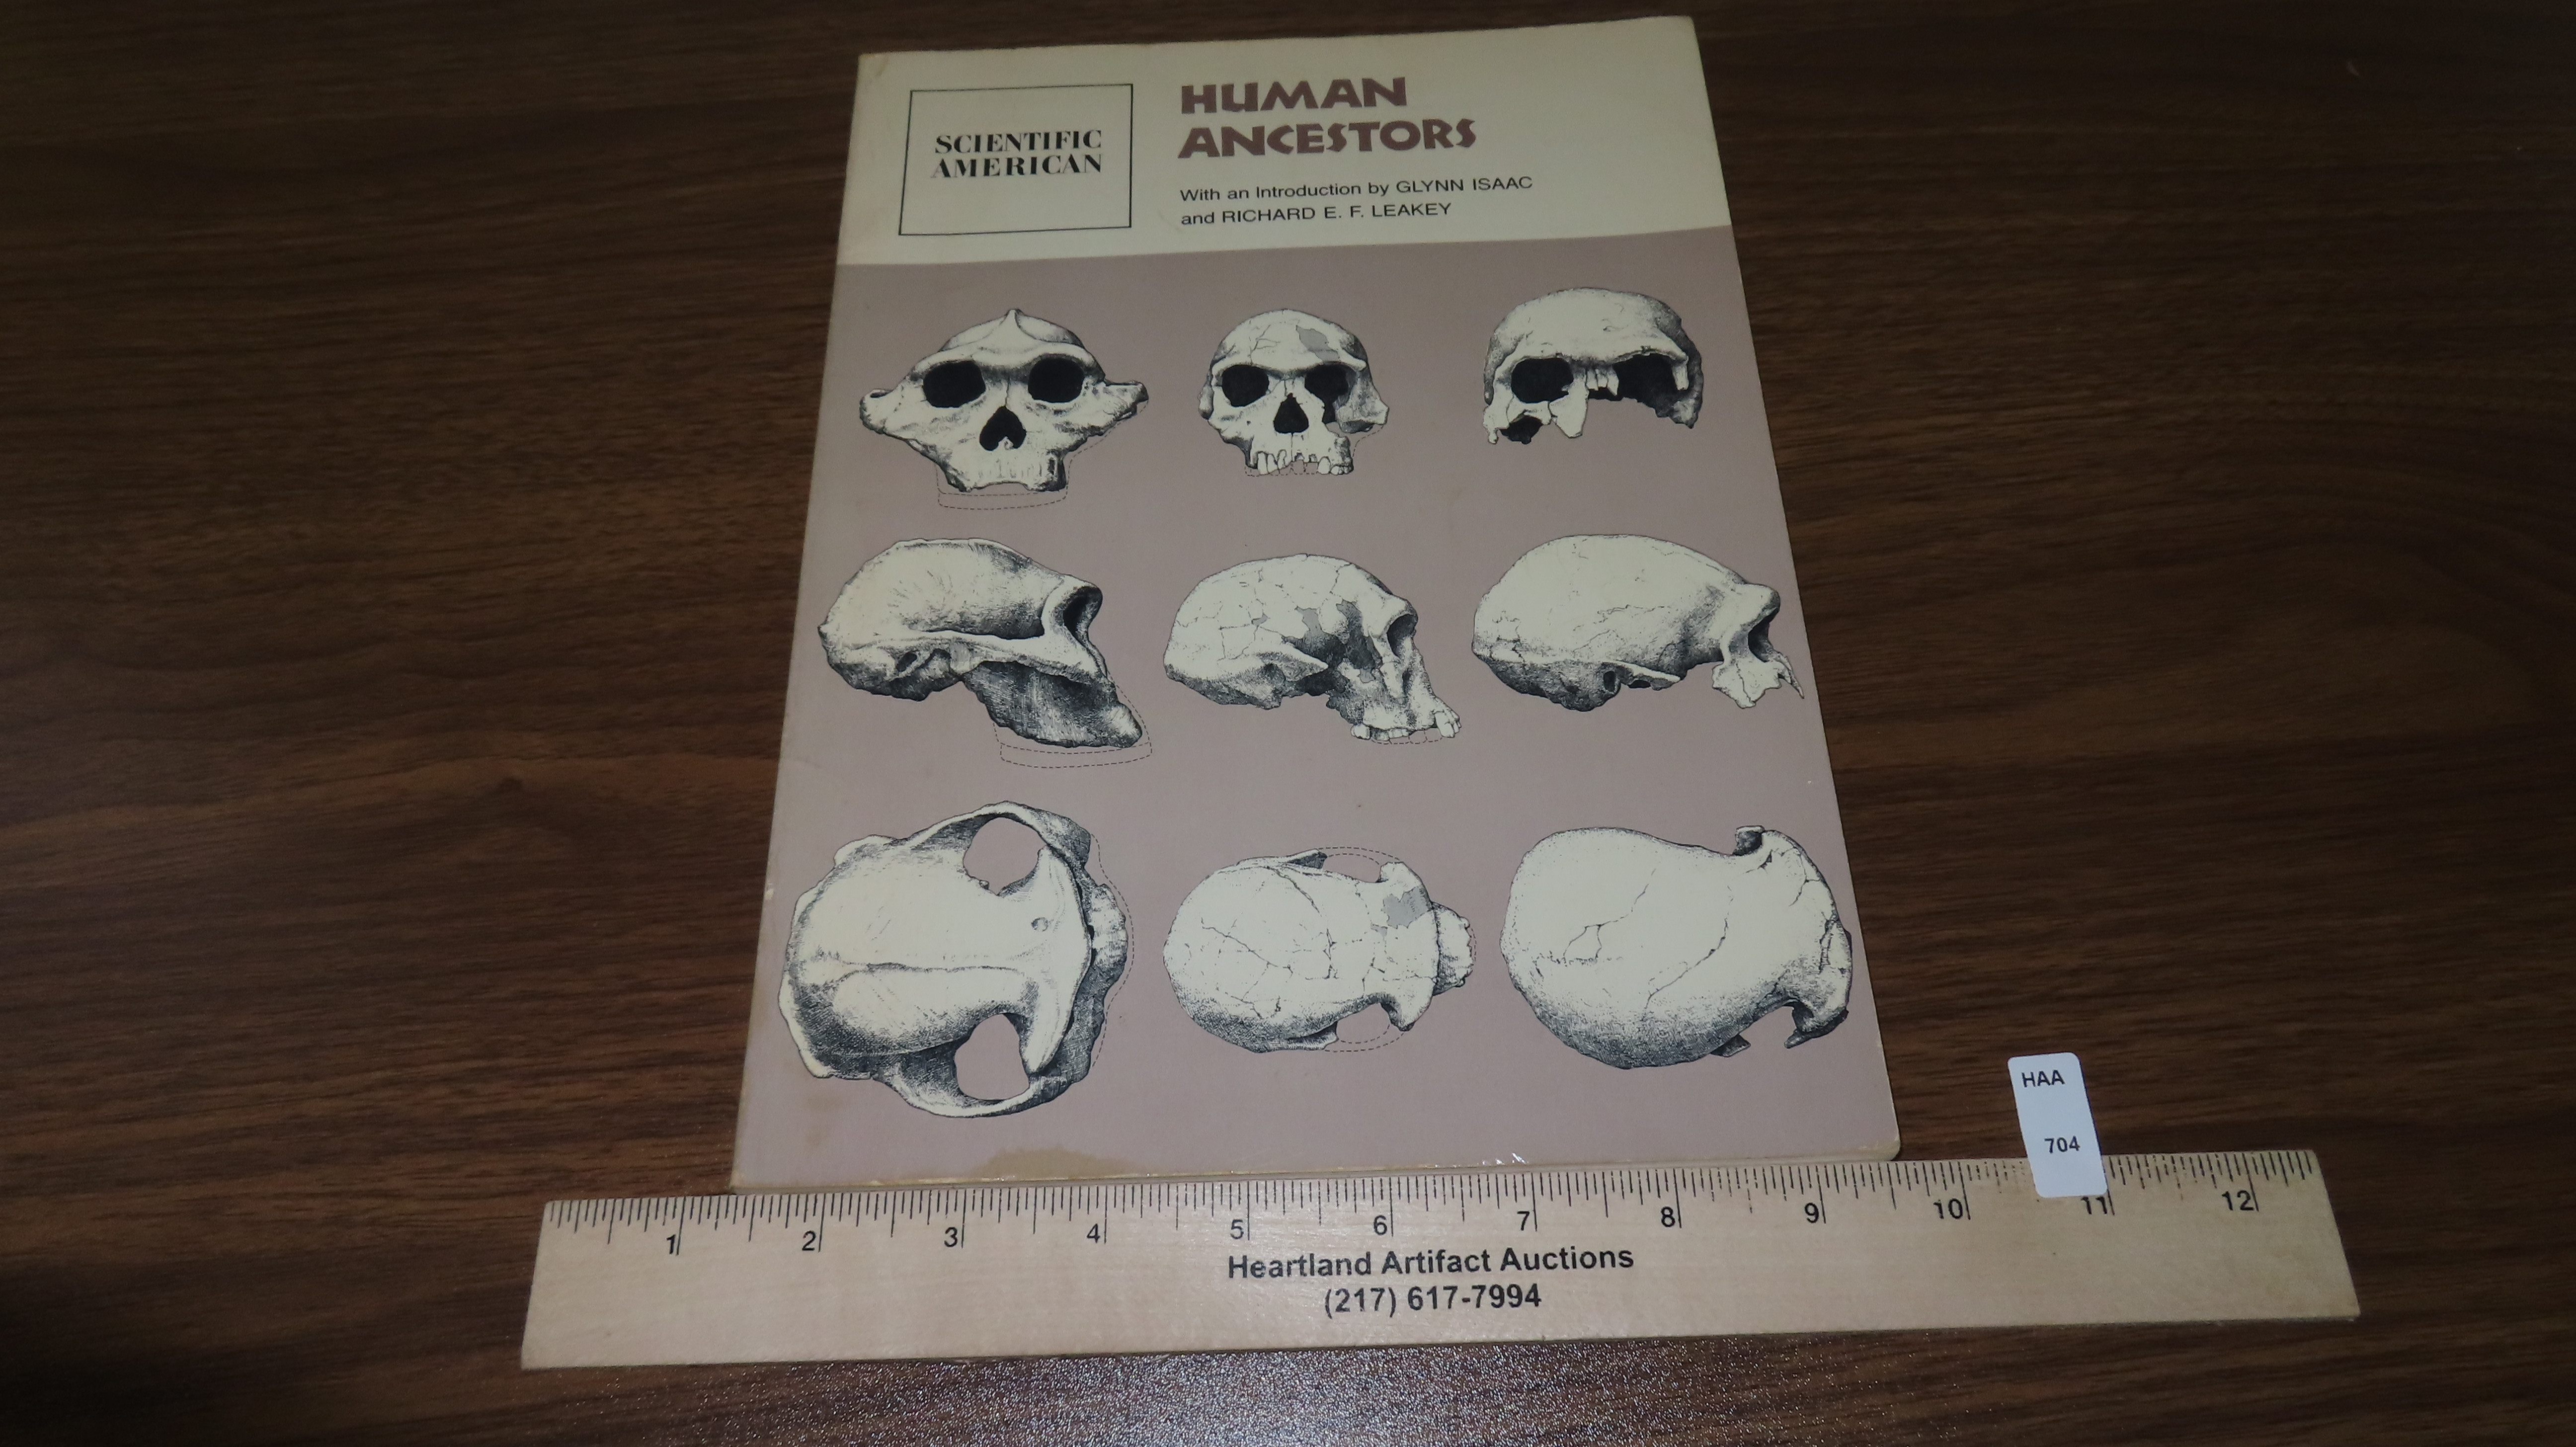 SCIENTIFIC
AMERICAN
HUMAN
ANCESTORS
With an Introduction by GLYNN ISAAC
and RICHARD E. F. LEAKEY
HAA
704
1 2 3 4 5 6 7 8 9 10 11 12
Heartland Artifact Auctions
(217) 617-7994